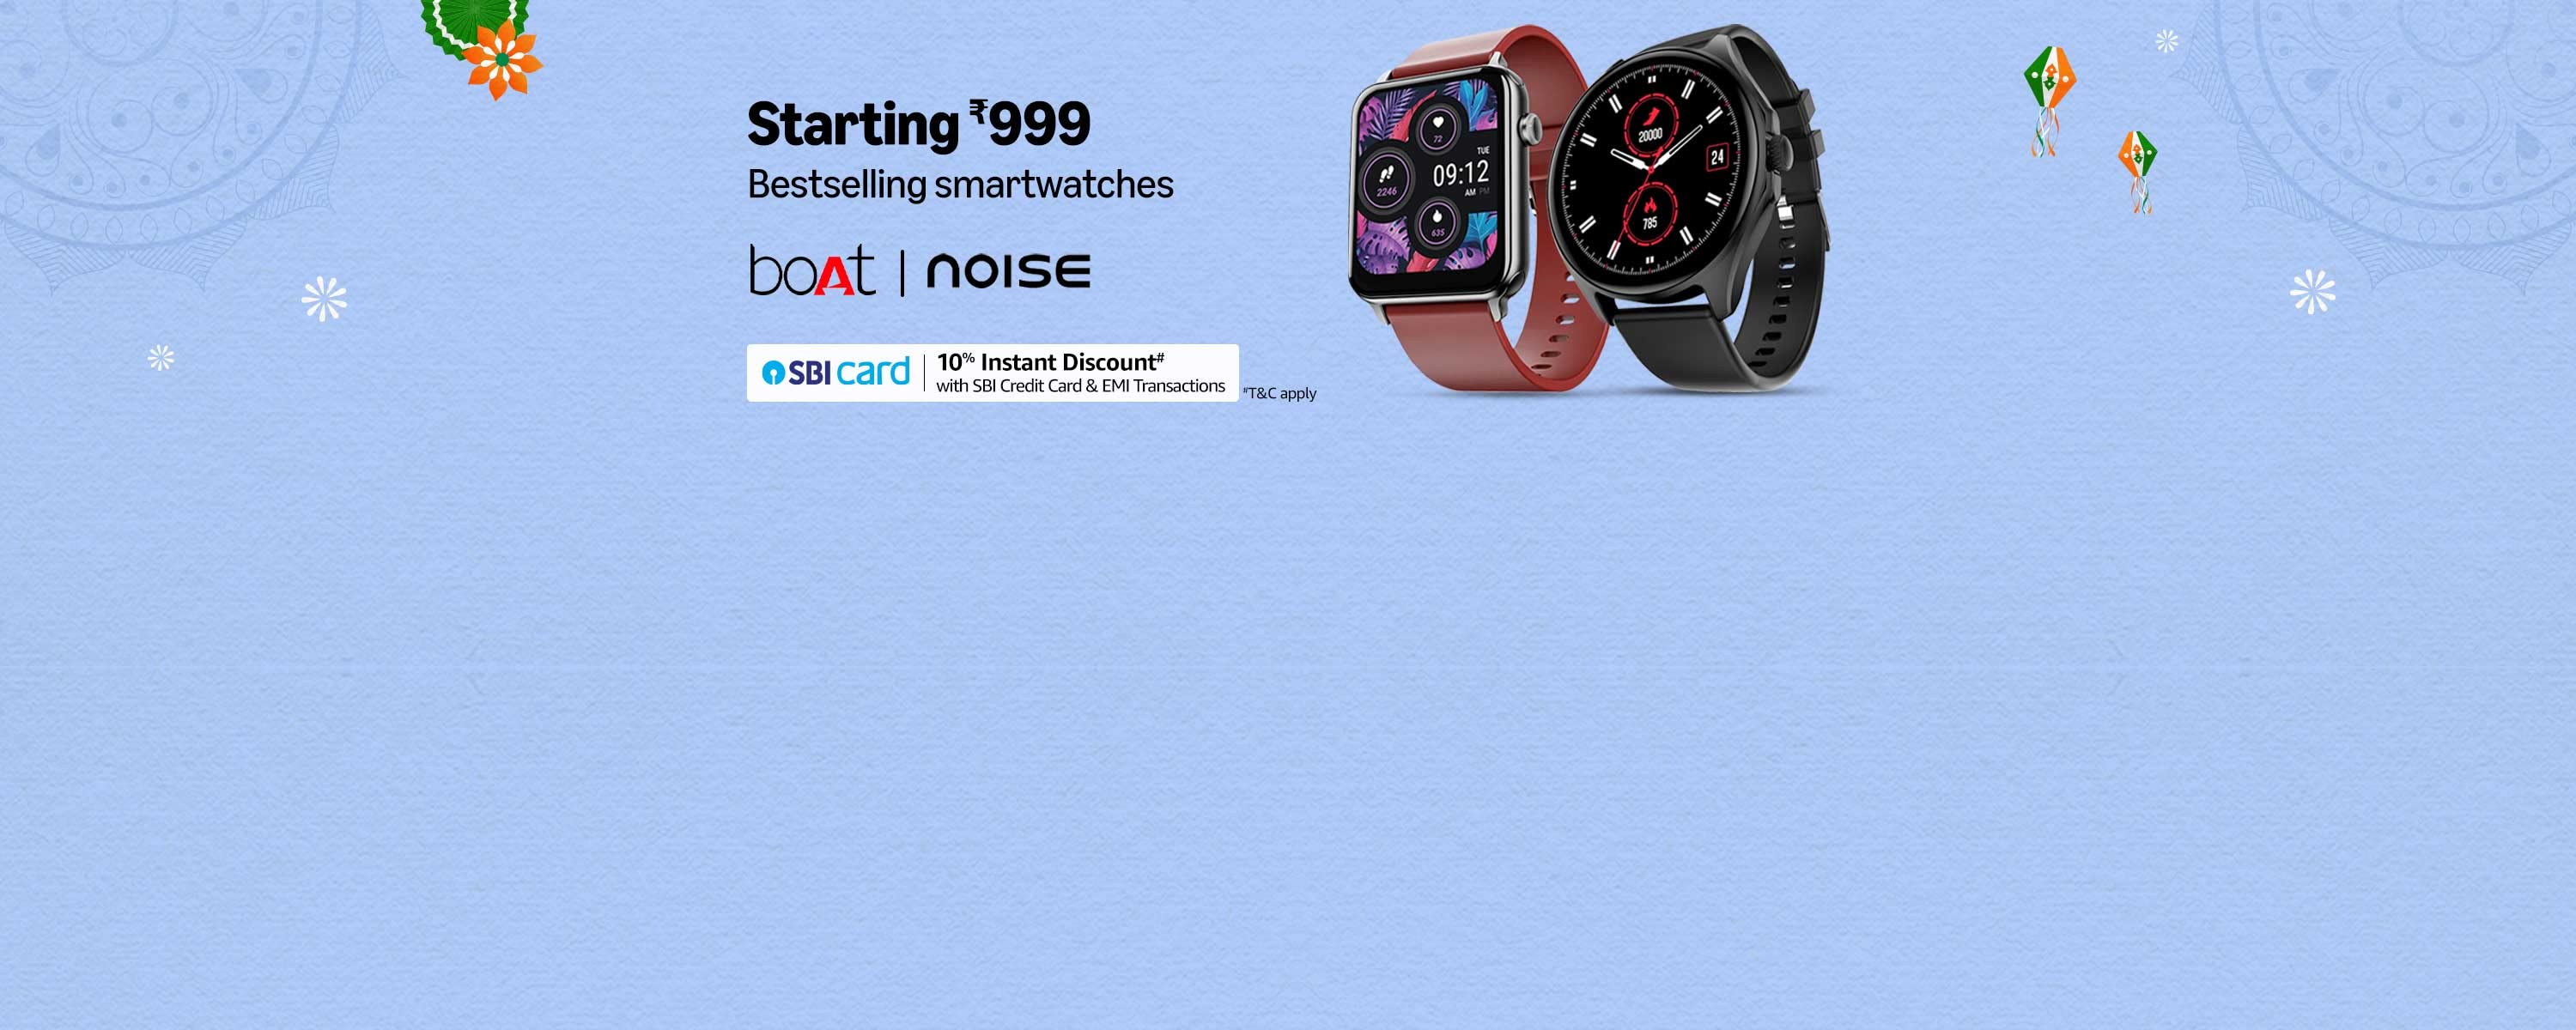 Starting ₹999
Bestselling smartwatches
boAt | NOISE
SBI card
10% Instant Discount#
with SBI Credit Card & EMI Transactions
#T&C apply
72
TUE
09:12
AM PM
2246
635
20000
24
785